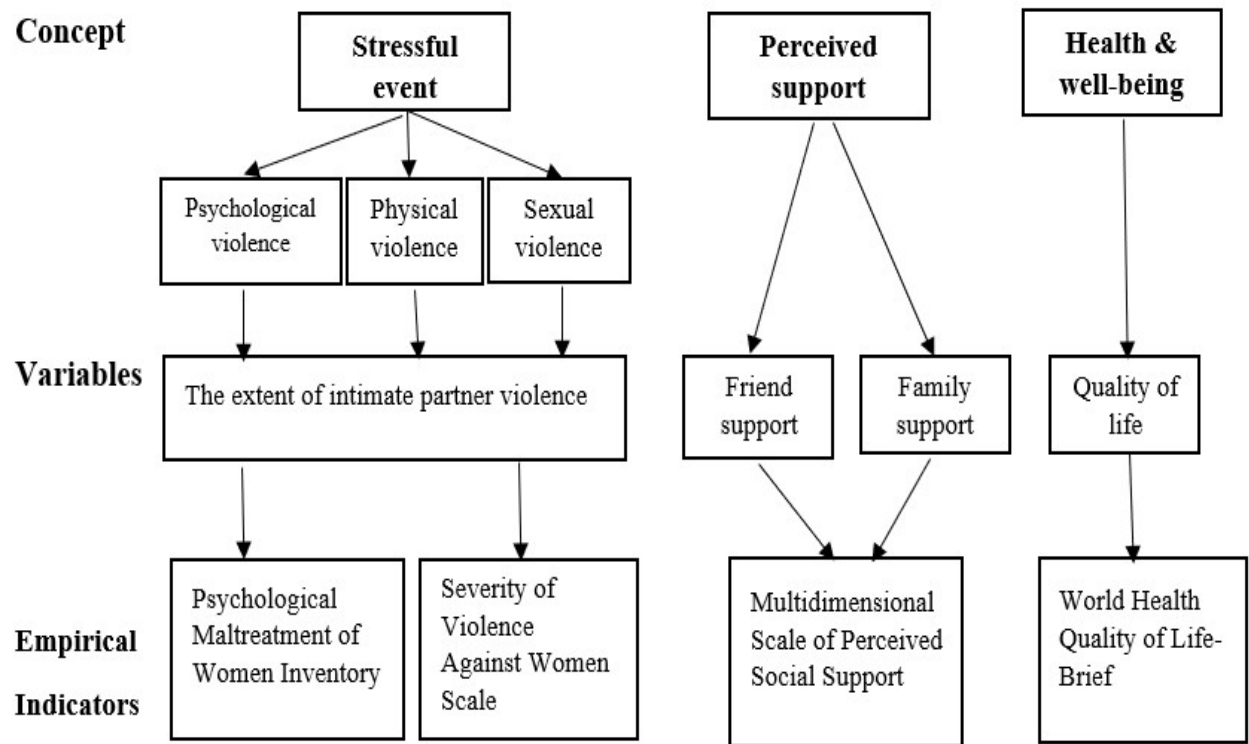 Concept
Stressful
event
Perceived
support
Health &
well-being
Psychological
violence
Physical
violence
Sexual
violence
Variables
The extent of intimate partner violence
Friend
support
Family
support
Quality of
life
Empirical
Indicators
Psychological
Maltreatment of
Women Inventory
Severity of
Violence
Against Women
Scale
Multidimensional
Scale of Perceived
Social Support
World Health
Quality of Life-
Brief